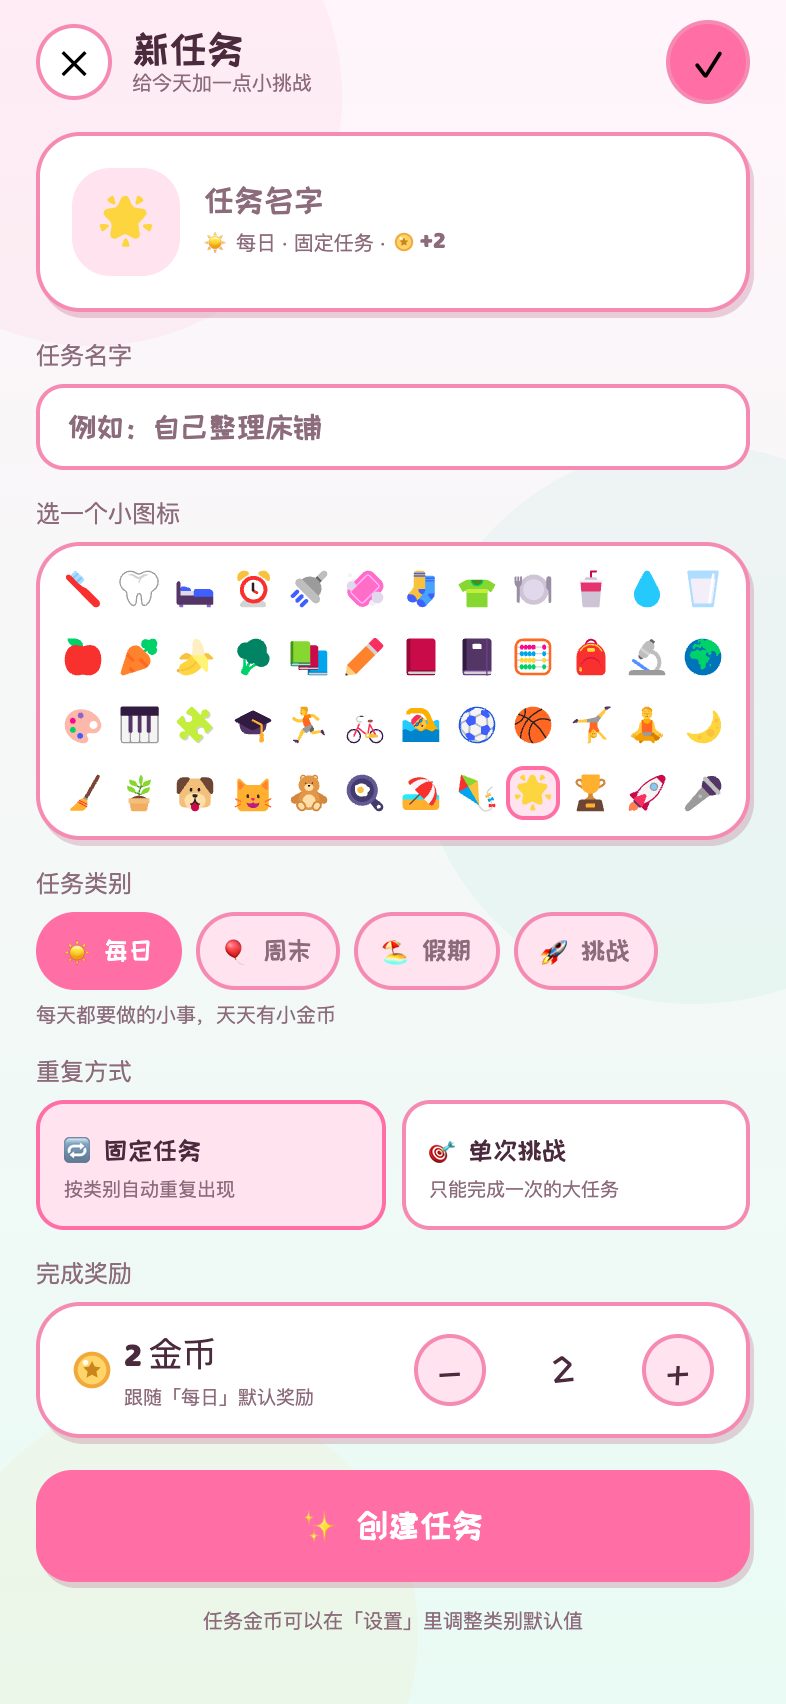 新任务
给今天加一点小挑战
任务名字
每日 · 固定任务 · +2
任务名字
例如：自己整理床铺
选一个小图标
任务类别
每日 周末 假期 挑战
每天都要做的小事，天天有小金币
重复方式
固定任务 单次挑战
按类别自动重复出现 只能完成一次的大任务
完成奖励
2 金币
跟随「每日」默认奖励
− 2 +
创建任务
任务金币可以在「设置」里调整类别默认值